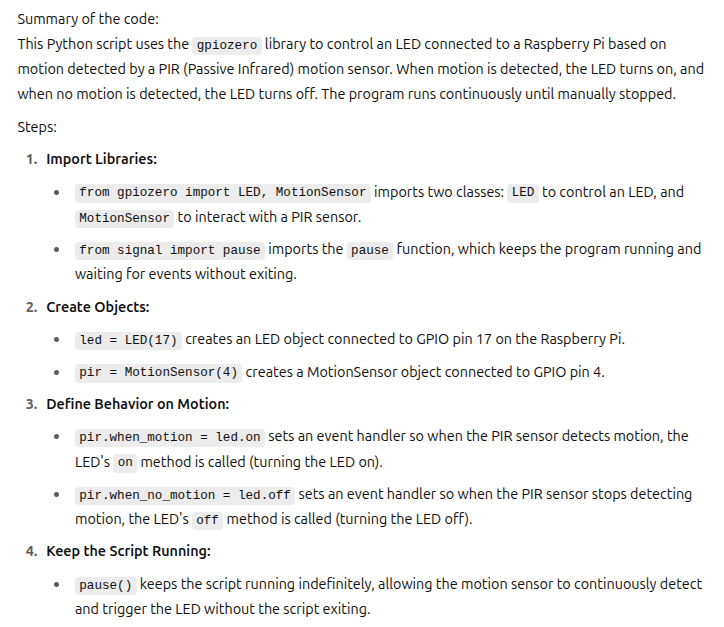 Summary of the code:
This Python script uses the gpiozero library to control an LED connected to a Raspberry Pi based on
motion detected by a PIR (Passive Infrared) motion sensor. When motion is detected, the LED turns on, and
when no motion is detected, the LED turns off. The program runs continuously until manually stopped.
Steps:
1. Import Libraries:
• from gpiozero import LED, MotionSensor imports two classes: LED to control an LED, and
MotionSensor to interact with a PIR sensor.
• from signal import pause imports the pause function, which keeps the program running and
waiting for events without exiting.
2. Create Objects:
• led = LED(17) creates an LED object connected to GPIO pin 17 on the Raspberry Pi.
• pir = MotionSensor(4) creates a MotionSensor object connected to GPIO pin 4.
3. Define Behavior on Motion:
• pir.when_motion = led.on sets an event handler so when the PIR sensor detects motion, the
LED's on method is called (turning the LED on).
• pir.when_no_motion = led.off sets an event handler so when the PIR sensor stops detecting
motion, the LED's off method is called (turning the LED off).
4. Keep the Script Running:
• pause() keeps the script running indefinitely, allowing the motion sensor to continuously detect
and trigger the LED without the script exiting.